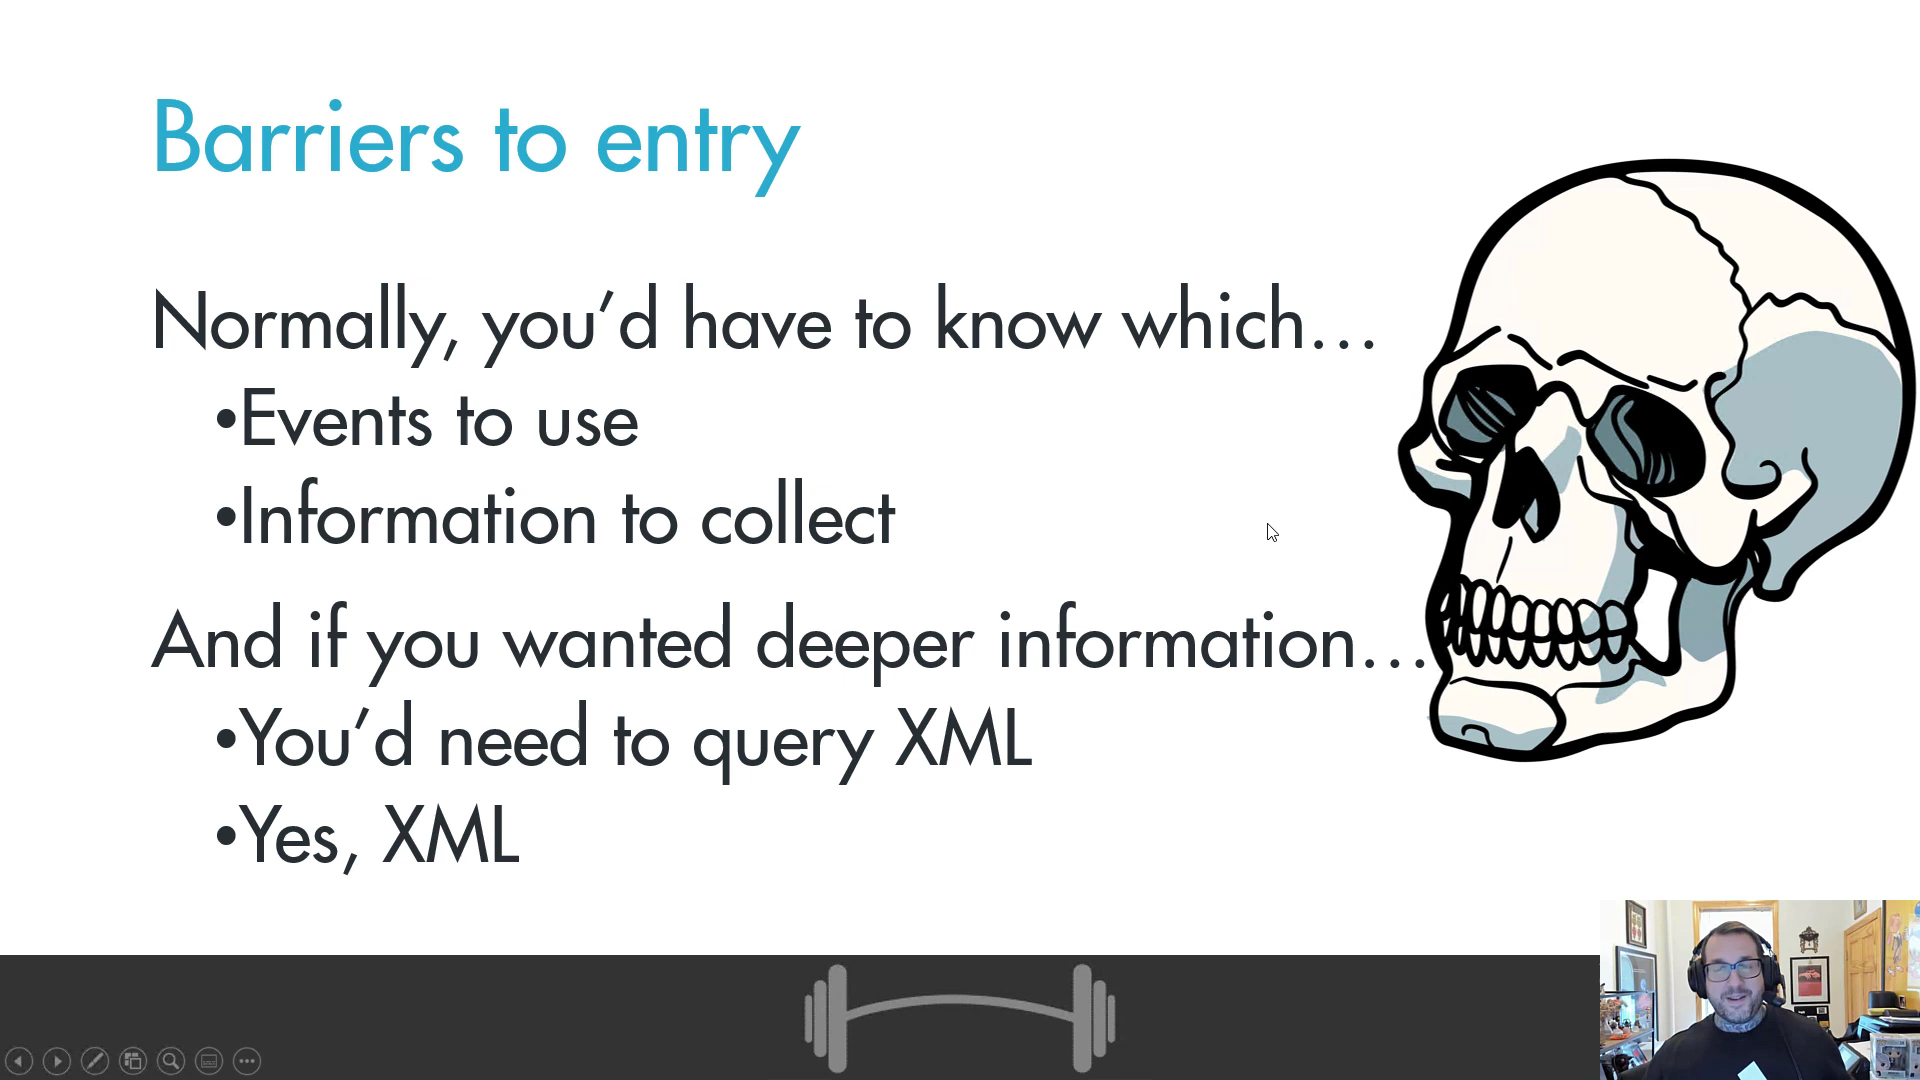 Barriers to entry
Normally, you’d have to know which…
•Events to use
•Information to collect
And if you wanted deeper information…
•You’d need to query XML
•Yes, XML